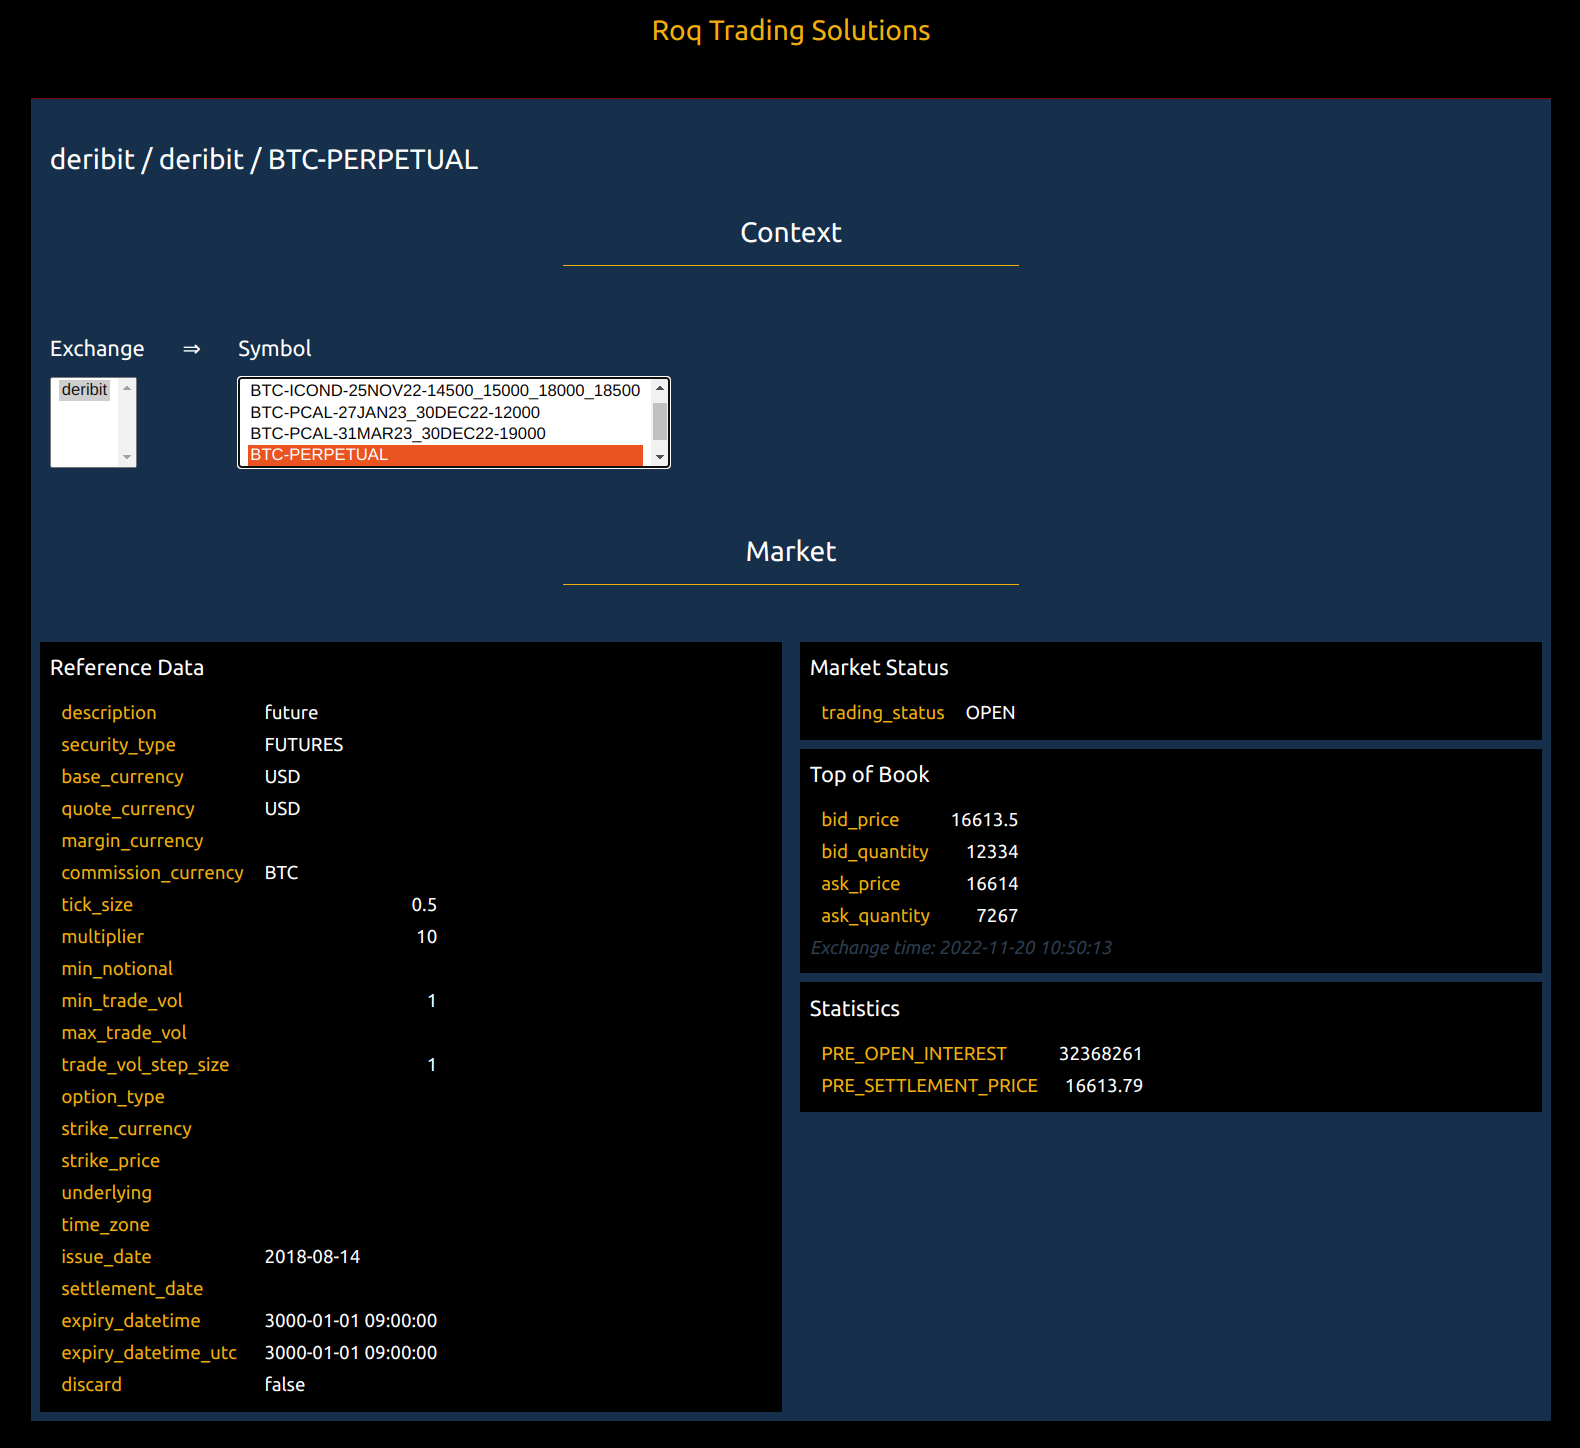 Roq Trading Solutions
deribit / deribit / BTC-PERPETUAL
Context
Exchange ⇒ Symbol
deribit
BTC-ICOND-25NOV22-14500_15000_18000_18500
BTC-PCAL-27JAN23_30DEC22-12000
BTC-PCAL-31MAR23_30DEC22-19000
BTC-PERPETUAL
Market
Reference Data
description future
security_type FUTURES
base_currency USD
quote_currency USD
margin_currency
commission_currency BTC
tick_size 0.5
multiplier 10
min_notional
min_trade_vol 1
max_trade_vol
trade_vol_step_size 1
option_type
strike_currency
strike_price
underlying
time_zone
issue_date 2018-08-14
settlement_date
expiry_datetime 3000-01-01 09:00:00
expiry_datetime_utc 3000-01-01 09:00:00
discard false
Market Status
trading_status OPEN
Top of Book
bid_price 16613.5
bid_quantity 12334
ask_price 16614
ask_quantity 7267
Exchange time: 2022-11-20 10:50:13
Statistics
PRE_OPEN_INTEREST 32368261
PRE_SETTLEMENT_PRICE 16613.79